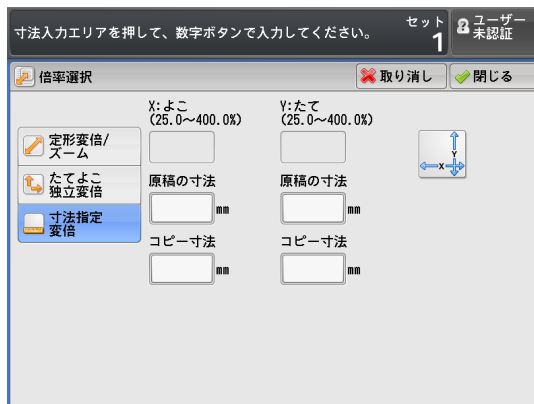 寸法入力エリアを押して、数字ボタンで入力してください。
セット
1
ユーザー
未認証
倍率選択
取り消し
閉じる
X:よこ
(25.0～400.0%)
Y:たて
(25.0～400.0%)
定形変倍/
ズーム
たてよこ
独立変倍
寸法指定
変倍
原稿の寸法
mm
原稿の寸法
mm
コピー寸法
mm
コピー寸法
mm
Y
X